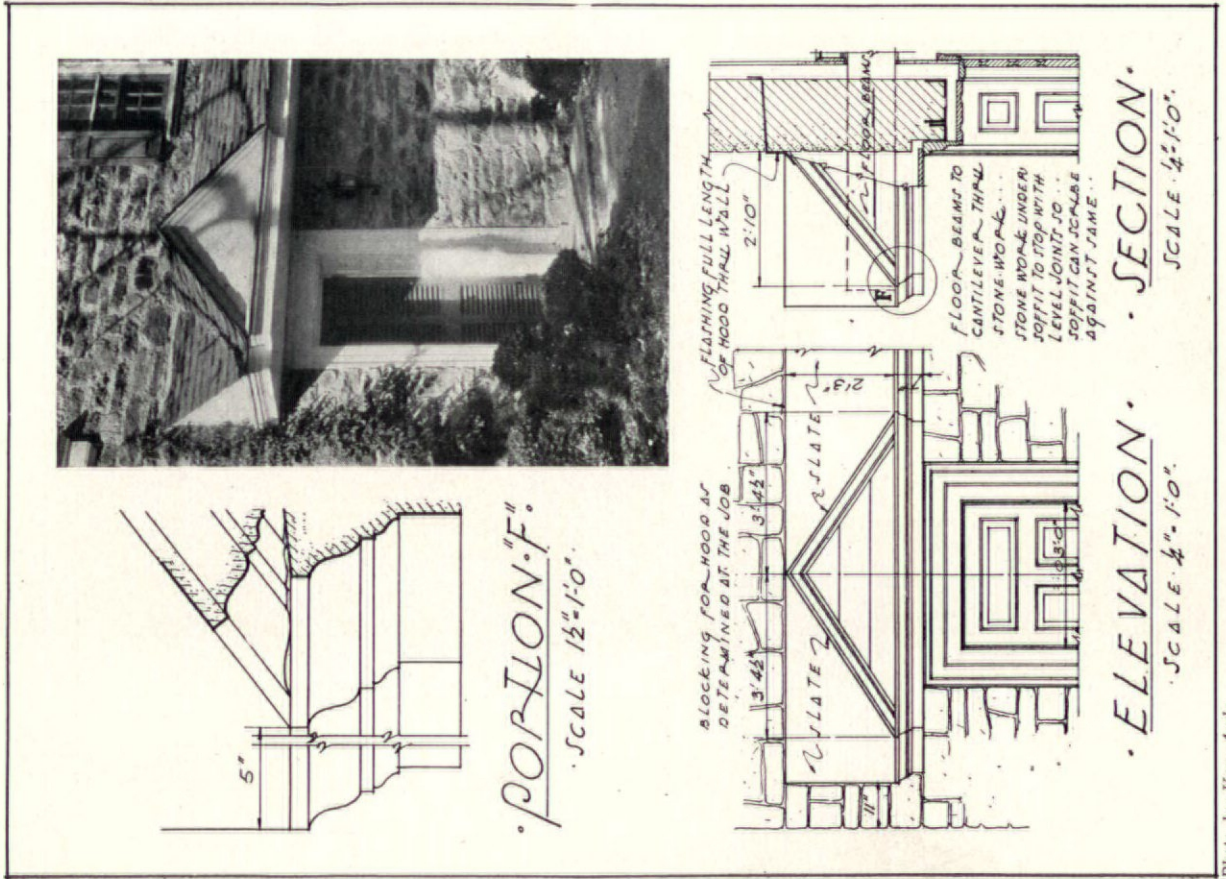 5"
·PORTION·"F"·
·SCALE 1½"=1'·0"·
FLASHING FULL LENGTH
OF HOOD THRU WALL
2'·10"
FLOOR BEAMS
F
FLOOR BEAMS TO
CANTILEVER THRU
STONE·WORK....
STONE WORK UNDER
SOFFIT TO STOP WITH
LEVEL JOINTS SO...
SOFFIT CAN SCRIBE
AGAINST SAME...
·SECTION·
SCALE ¼"=1'·0"·
BLOCKING FOR HOOD AS
DETERMINED AT THE JOB
3'·4½"
3'·4½"
SLATE
SLATE
2'3"
11"
3'·0"
·ELEVATION·
·SCALE·¼"=1'·0"·